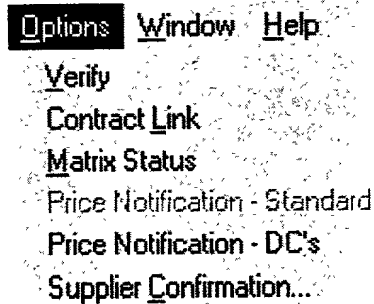 Options Window Help
Verify
Contract Link
Matrix Status
Price Notification - Standard
Price Notification - DC's
Supplier Confirmation...